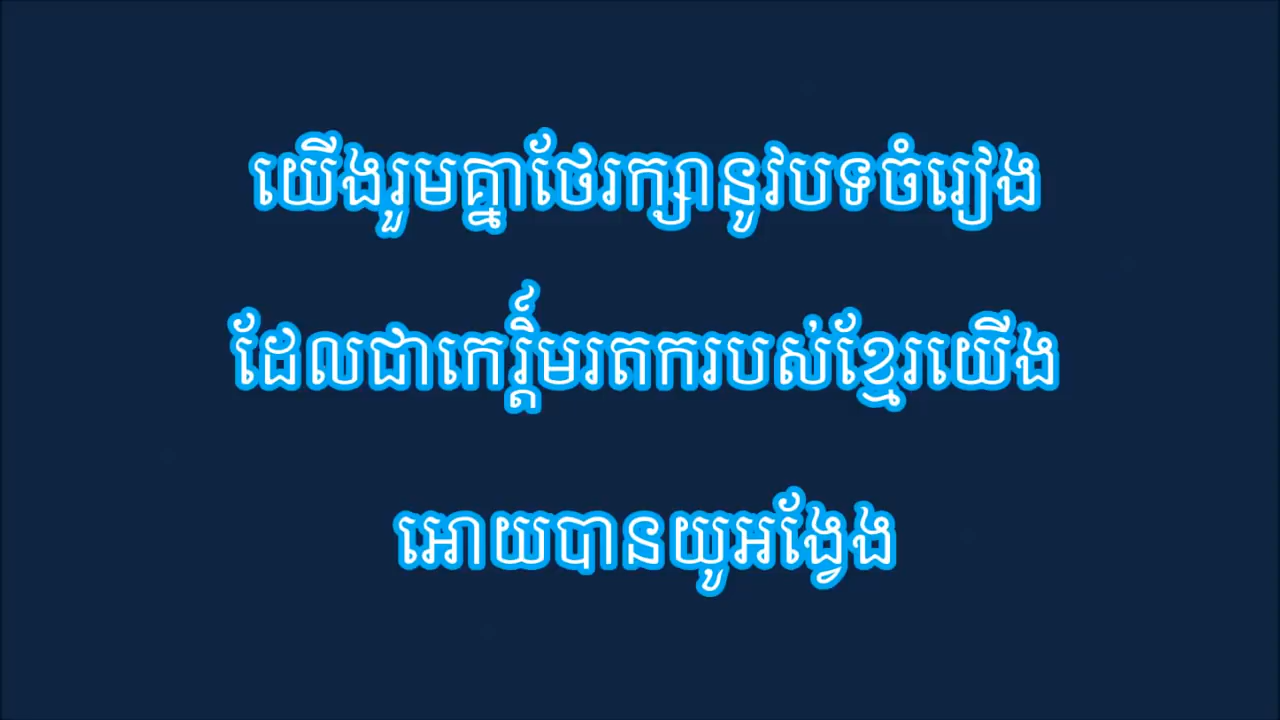 យើងរួមគ្នាថែរក្សានូវបទចំរៀង
ដែលជាកេរ្តិ៍មរតករបស់ខ្មែរយើង
អោយបានយូអង្វែង